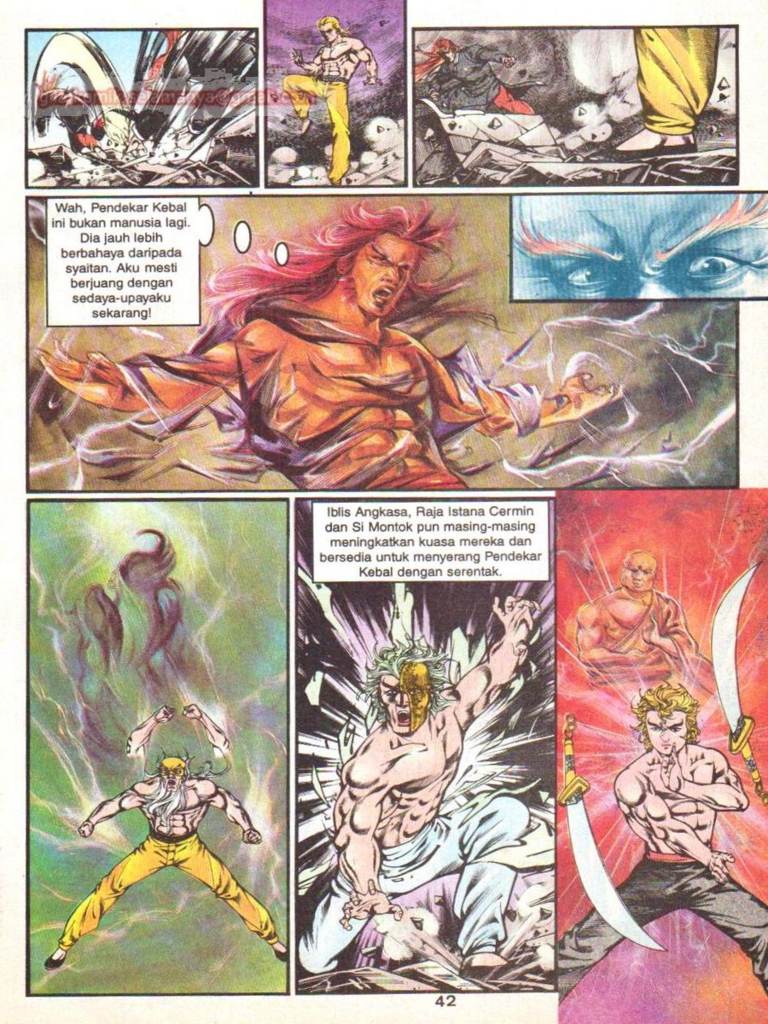 Wah, Pendekar Kebal
ini bukan manusia lagi.
Dia jauh lebih
berbahaya daripada
syaitan. Aku mesti
berjuang dengan
sedaya-upayaku
sekarang!
Iblis Angkasa, Raja Istana Cermin
dan Si Montok pun masing-masing
meningkatkan kuasa mereka dan
bersedia untuk menyerang Pendekar
Kebal dengan serentak.
42